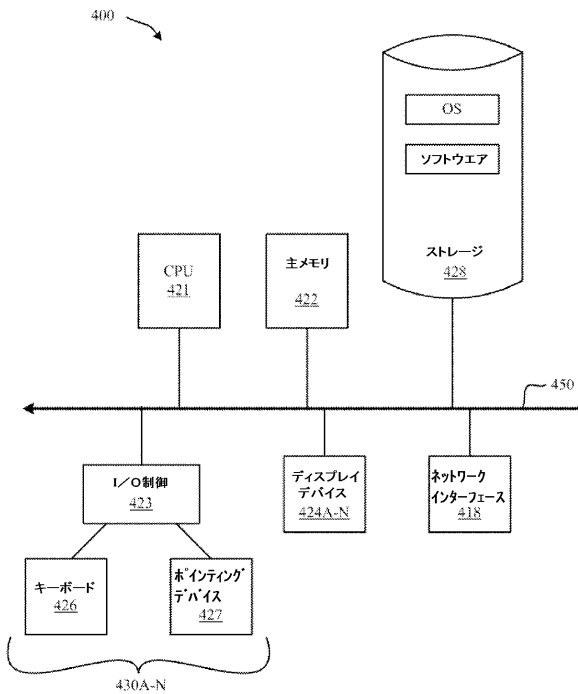 400
OS
ソフトウエア
ストレージ
428
CPU
421
主メモリ
422
450
I/O制御
423
ディスプレイ
デバイス
424A-N
ネットワーク
インターフェース
418
キーボード
426
ポインティング
デバイス
427
430A-N